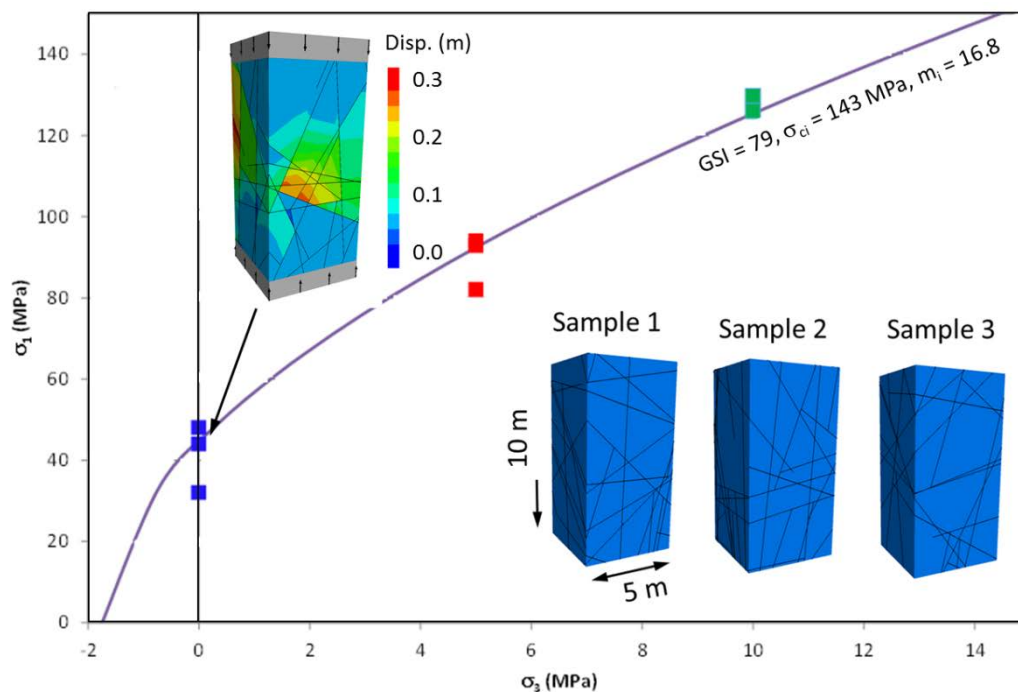 Disp. (m)
0.3
0.2
0.1
0.0
GSI = 79, σci = 143 MPa, mi = 16.8
Sample 1
Sample 2
Sample 3
10 m
5 m
140
120
100
80
60
40
20
0
σ1 (MPa)
-2
0
2
4
6
8
10
12
14
σ3 (MPa)